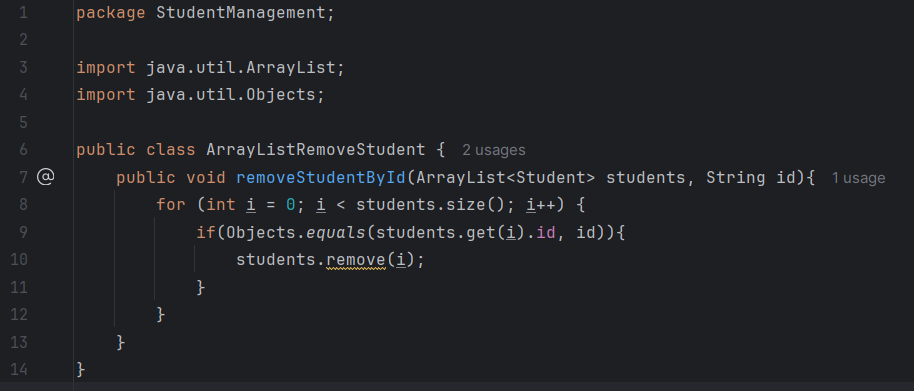 1 package StudentManagement;
2
3 import java.util.ArrayList;
4 import java.util.Objects;
5
6 public class ArrayListRemoveStudent { 2 usages
7 @ public void removeStudentById(ArrayList<Student> students, String id){ 1 usage
8 for (int i = 0; i < students.size(); i++) {
9 if(Objects.equals(students.get(i).id, id)){
10 students.remove(i);
11 }
12 }
13 }
14 }